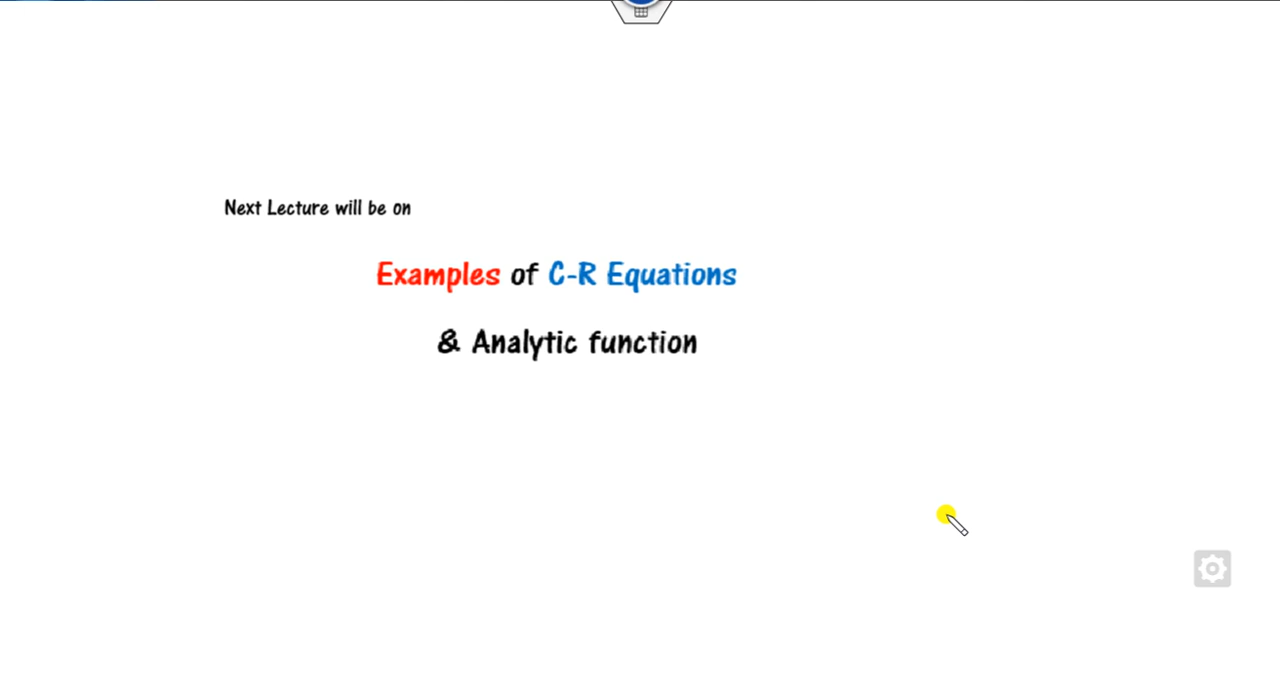 Next Lecture will be on
Examples of C-R Equations
& Analytic function